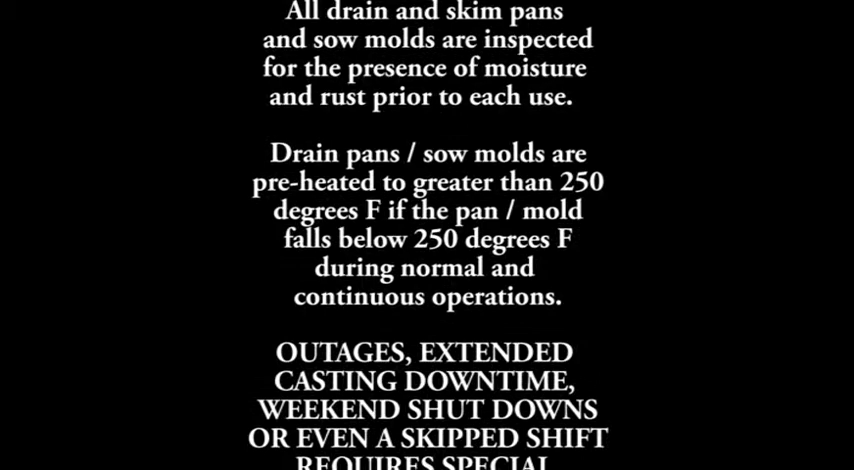 All drain and skim pans
and sow molds are inspected
for the presence of moisture
and rust prior to each use.
Drain pans / sow molds are
pre-heated to greater than 250
degrees F if the pan / mold
falls below 250 degrees F
during normal and
continuous operations.
OUTAGES, EXTENDED
CASTING DOWNTIME,
WEEKEND SHUT DOWNS
OR EVEN A SKIPPED SHIFT
REQUIRES SPECIAL